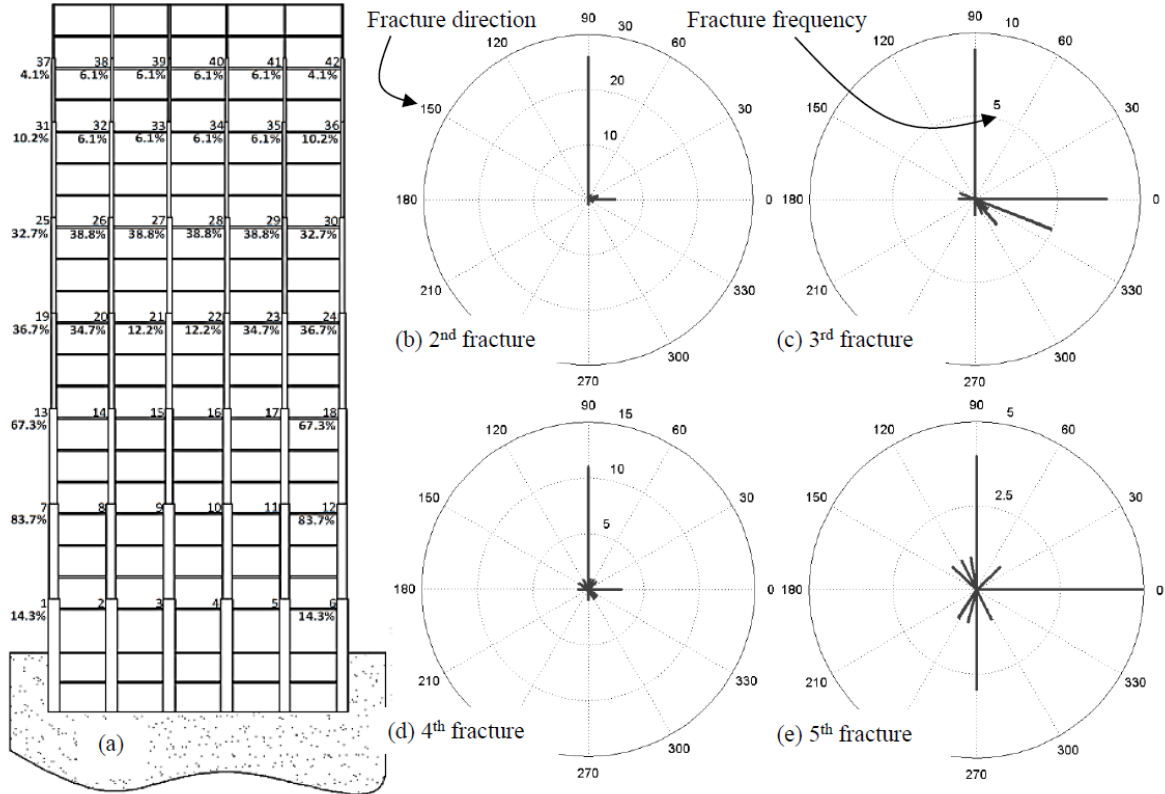 Fracture direction
Fracture frequency
37 38 39 40 41 42
4.1% 6.1% 6.1% 6.1% 6.1% 4.1%
31 32 33 34 35 36
10.2% 6.1% 6.1% 6.1% 6.1% 10.2%
25 26 27 28 29 30
32.7% 38.8% 38.8% 38.8% 38.8% 32.7%
19 20 21 22 23 24
36.7% 34.7% 12.2% 12.2% 34.7% 36.7%
13 14 15 16 17 18
67.3% 67.3%
7 8 9 10 11 12
83.7% 83.7%
1 2 3 4 5 6
14.3% 14.3%
(a)
90
120 30 60
20
150 30
10
180 0
210 330
300
270
(b) 2nd fracture
90
120 10 60
5
150 30
180 0
210 330
300
270
(c) 3rd fracture
90
120 15 60
10
150 30
5
180 0
210 330
300
270
(d) 4th fracture
90
120 5 60
2.5
150 30
180 0
210 330
300
270
(e) 5th fracture